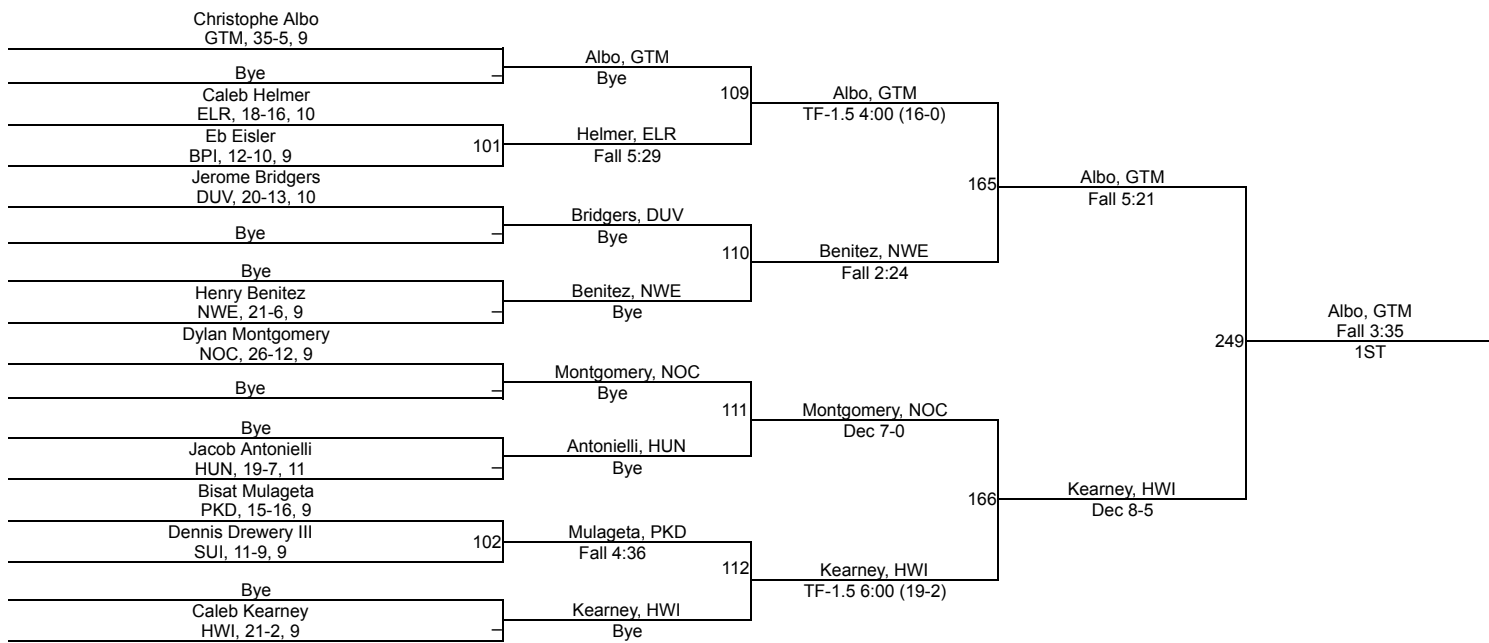 Christophe Albo
GTM, 35-5, 9
Bye
Caleb Helmer
ELR, 18-16, 10
Eb Eisler
BPI, 12-10, 9
Jerome Bridgers
DUV, 20-13, 10
Bye
Bye
Henry Benitez
NWE, 21-6, 9
Dylan Montgomery
NOC, 26-12, 9
Bye
Bye
Jacob Antonielli
HUN, 19-7, 11
Bisat Mulageta
PKD, 15-16, 9
Dennis Drewery III
SUI, 11-9, 9
Bye
Caleb Kearney
HWI, 21-2, 9
–
101
–
–
–
–
102
–
Albo, GTM
Bye
Helmer, ELR
Fall 5:29
Bridgers, DUV
Bye
Benitez, NWE
Bye
Montgomery, NOC
Bye
Antonielli, HUN
Bye
Mulageta, PKD
Fall 4:36
Kearney, HWI
Bye
109
110
111
112
Albo, GTM
TF-1.5 4:00 (16-0)
Benitez, NWE
Fall 2:24
Montgomery, NOC
Dec 7-0
Kearney, HWI
TF-1.5 6:00 (19-2)
165
166
Albo, GTM
Fall 5:21
Kearney, HWI
Dec 8-5
249
Albo, GTM
Fall 3:35
1ST